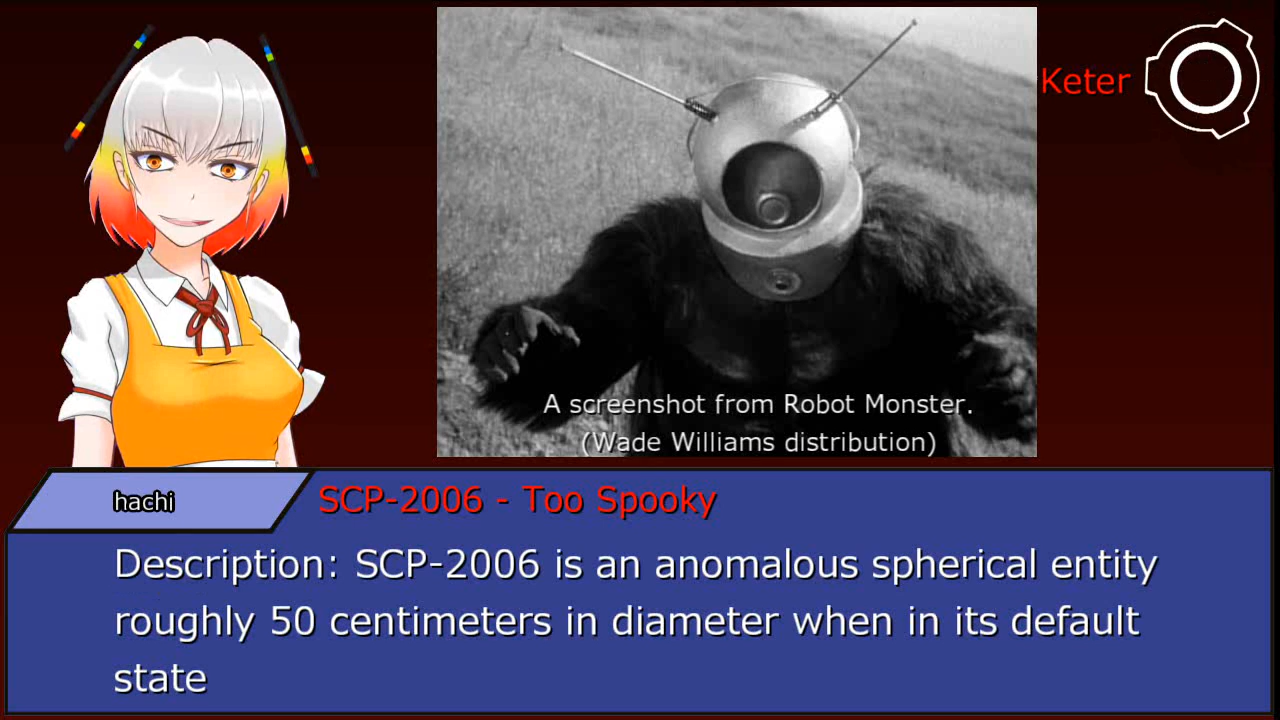 Keter
A screenshot from Robot Monster.
(Wade Williams distribution)
hachi
SCP-2006 - Too Spooky
Description: SCP-2006 is an anomalous spherical entity
roughly 50 centimeters in diameter when in its default
state